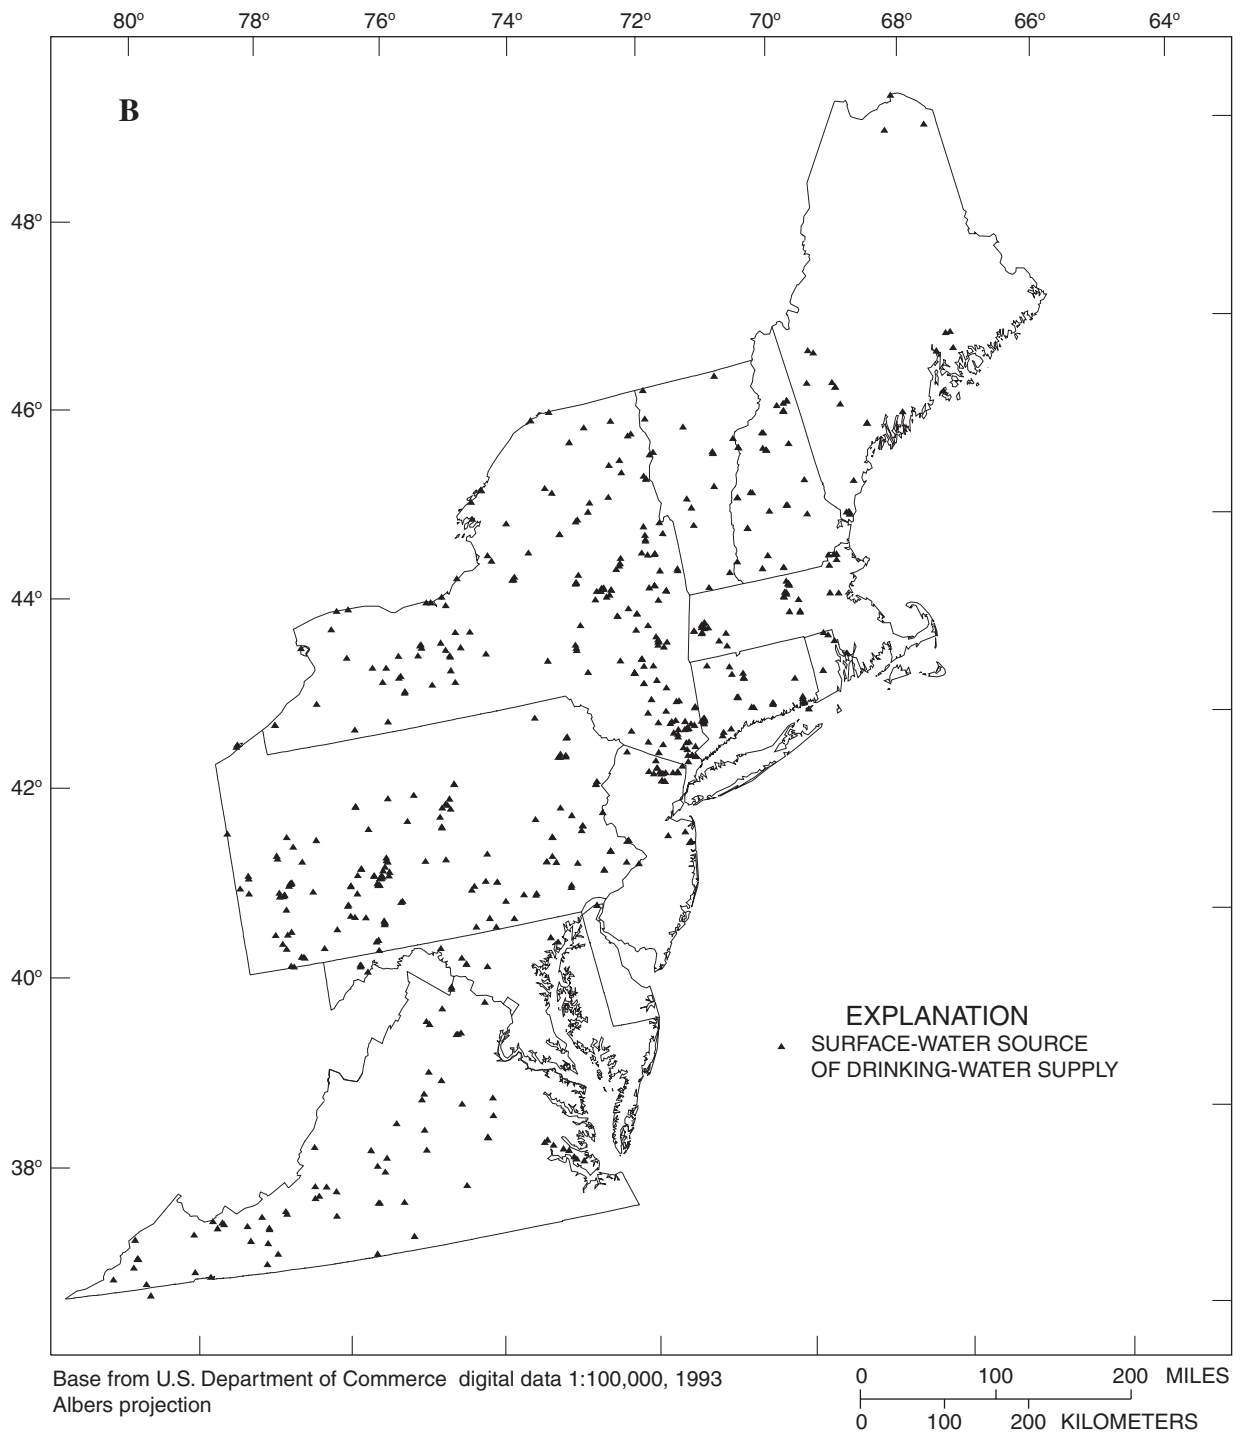 80º 78º 76º 74º 72º 70º 68º 66º 64º
B
48º
46º
44º
42º
40º
38º
EXPLANATION
SURFACE-WATER SOURCE
OF DRINKING-WATER SUPPLY
Base from U.S. Department of Commerce digital data 1:100,000, 1993
Albers projection
0 100 200 MILES
0 100 200 KILOMETERS